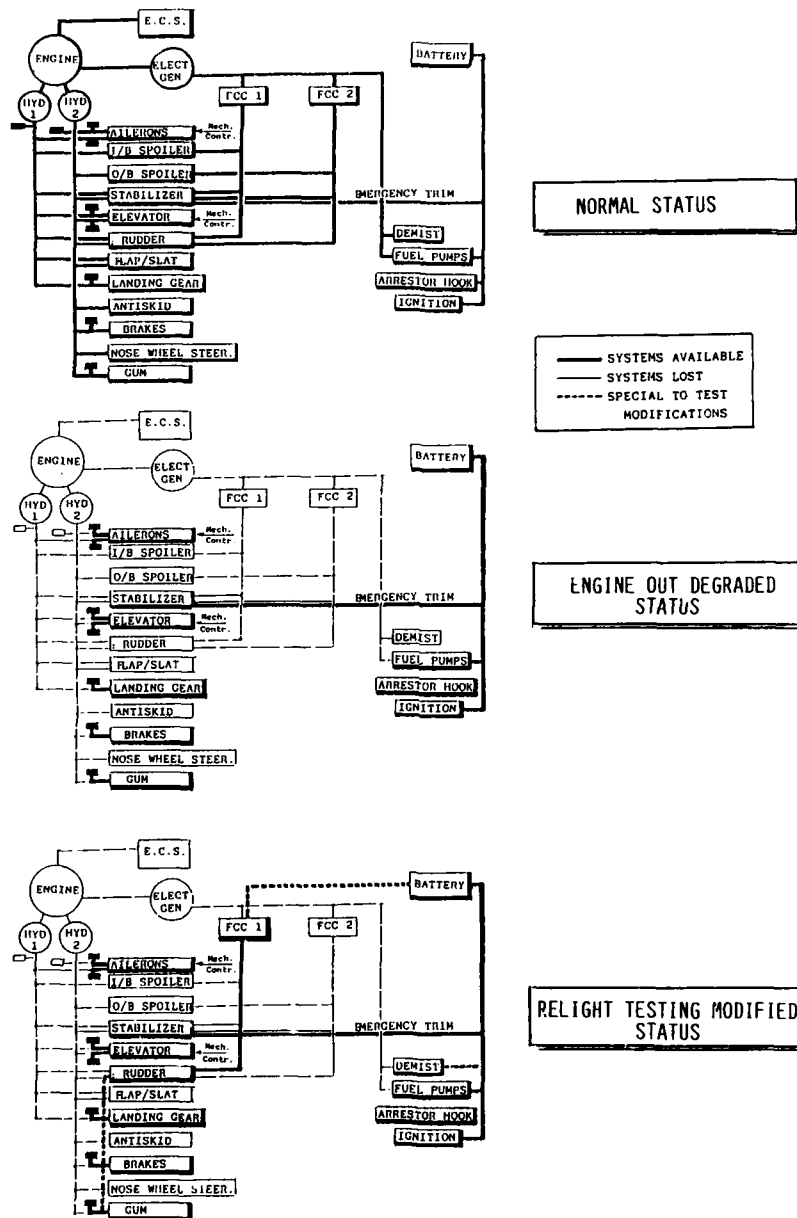 E.C.S.
ENGINE
ELECT
GEN
BATTERY
HYD
1
HYD
2
FCC 1
FCC 2
AILERONS
Mech.
Contr.
I/B SPOILER
O/B SPOILER
STABILIZER
EMERGENCY TRIM
ELEVATOR
Mech.
Contr.
RUDDER
DEMIST
FLAP/SLAT
FUEL PUMPS
LANDING GEAR
ARRESTOR HOOK
ANTISKID
IGNITION
BRAKES
NOSE WHEEL STEER.
GUM
NORMAL STATUS
SYSTEMS AVAILABLE
SYSTEMS LOST
SPECIAL TO TEST
MODIFICATIONS
E.C.S.
ENGINE
ELECT
GEN
BATTERY
HYD
1
HYD
2
FCC 1
FCC 2
AILERONS
Mech.
Contr.
I/B SPOILER
O/B SPOILER
STABILIZER
EMERGENCY TRIM
ELEVATOR
Mech.
Contr.
RUDDER
DEMIST
FLAP/SLAT
FUEL PUMPS
LANDING GEAR
ARRESTOR HOOK
ANTISKID
IGNITION
BRAKES
NOSE WHEEL STEER.
GUM
ENGINE OUT DEGRADED
STATUS
E.C.S.
ENGINE
ELECT
GEN
BATTERY
HYD
1
HYD
2
FCC 1
FCC 2
AILERONS
Mech.
Contr.
I/B SPOILER
O/B SPOILER
STABILIZER
EMERGENCY TRIM
ELEVATOR
Mech.
Contr.
RUDDER
DEMIST
FLAP/SLAT
FUEL PUMPS
LANDING GEAR
ARRESTOR HOOK
ANTISKID
IGNITION
BRAKES
NOSE WHEEL STEER.
GUM
RELIGHT TESTING MODIFIED
STATUS